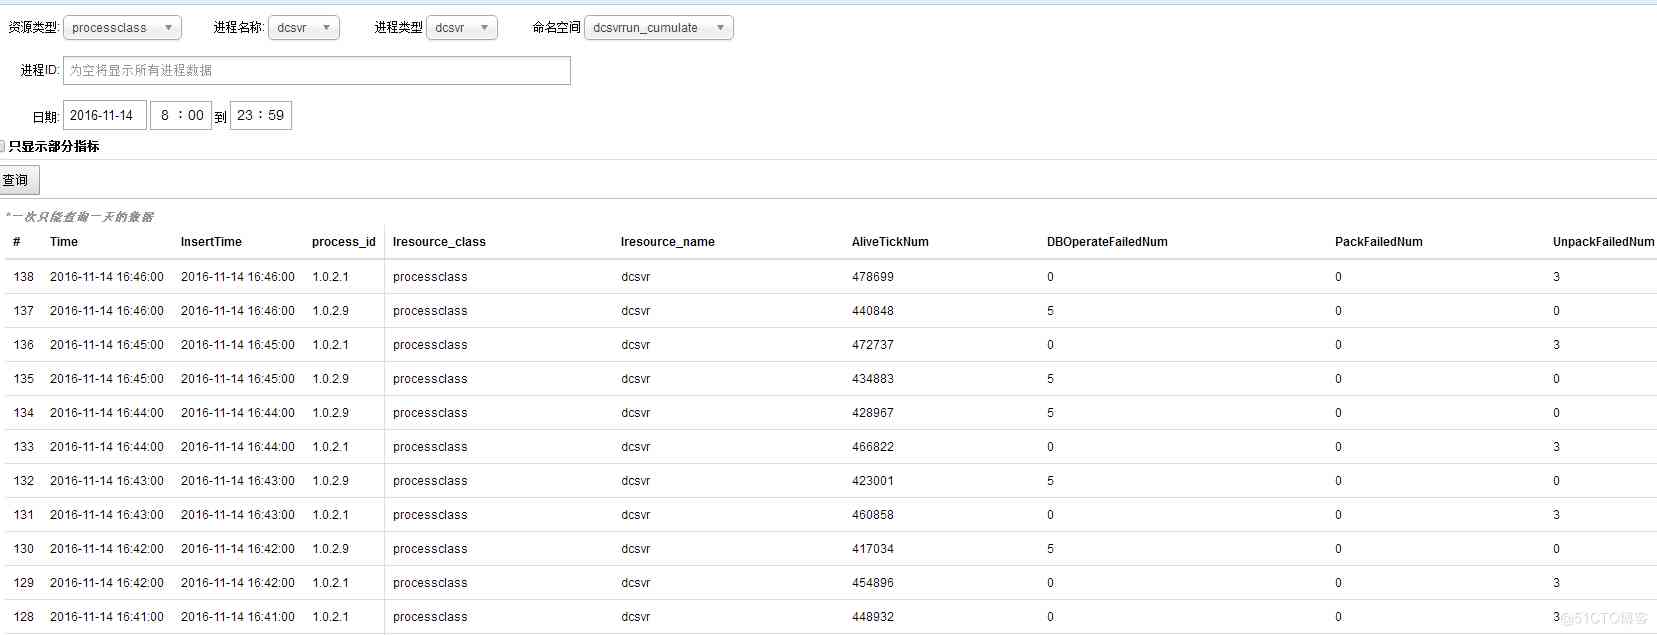 资源类型: processclass 进程名称: dcsvr 进程类型 dcsvr 命名空间 dcsvrrun_cumulate
进程ID: 为空将显示所有进程数据
日期: 2016-11-14 8 : 00 到 23 : 59
只显示部分指标
查询
*一次只能查询一天的数据
# Time InsertTime process_id Iresource_class Iresource_name AliveTickNum DBOperateFailedNum PackFailedNum UnpackFailedNum
138 2016-11-14 16:46:00 2016-11-14 16:46:00 1.0.2.1 processclass dcsvr 478699 0 0 3
137 2016-11-14 16:46:00 2016-11-14 16:46:00 1.0.2.9 processclass dcsvr 440848 5 0 0
136 2016-11-14 16:45:00 2016-11-14 16:45:00 1.0.2.1 processclass dcsvr 472737 0 0 3
135 2016-11-14 16:45:00 2016-11-14 16:45:00 1.0.2.9 processclass dcsvr 434883 5 0 0
134 2016-11-14 16:44:00 2016-11-14 16:44:00 1.0.2.9 processclass dcsvr 428967 5 0 0
133 2016-11-14 16:44:00 2016-11-14 16:44:00 1.0.2.1 processclass dcsvr 466822 0 0 3
132 2016-11-14 16:43:00 2016-11-14 16:43:00 1.0.2.9 processclass dcsvr 423001 5 0 0
131 2016-11-14 16:43:00 2016-11-14 16:43:00 1.0.2.1 processclass dcsvr 460858 0 0 3
130 2016-11-14 16:42:00 2016-11-14 16:42:00 1.0.2.9 processclass dcsvr 417034 5 0 0
129 2016-11-14 16:42:00 2016-11-14 16:42:00 1.0.2.1 processclass dcsvr 454896 0 0 3
128 2016-11-14 16:41:00 2016-11-14 16:41:00 1.0.2.1 processclass dcsvr 448932 0 0 3
@51CTO博客